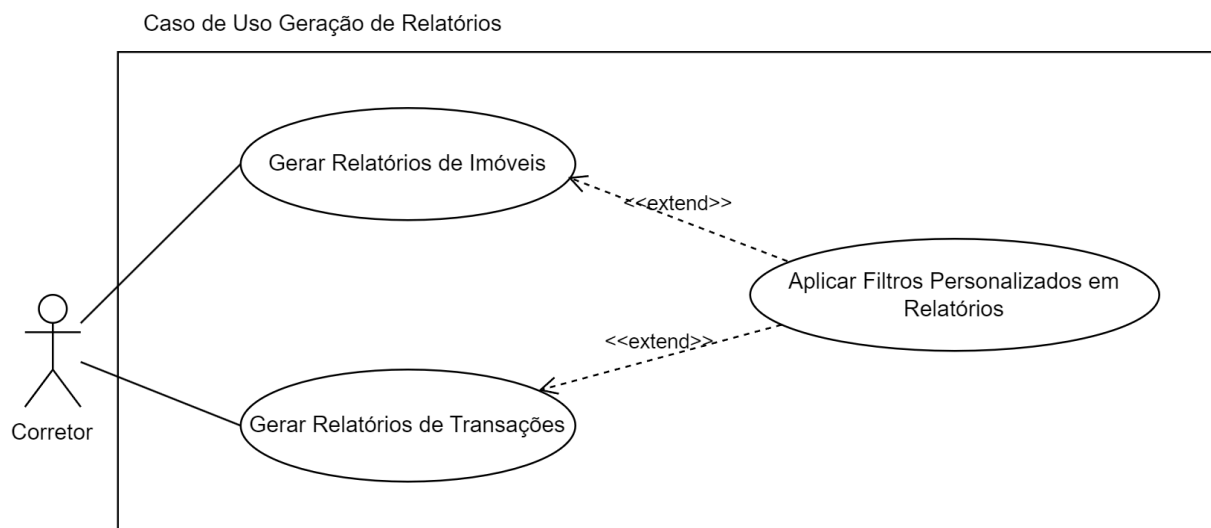 Caso de Uso Geração de Relatórios
Gerar Relatórios de Imóveis
<<extend>>
Aplicar Filtros Personalizados em
Relatórios
<<extend>>
Gerar Relatórios de Transações
Corretor